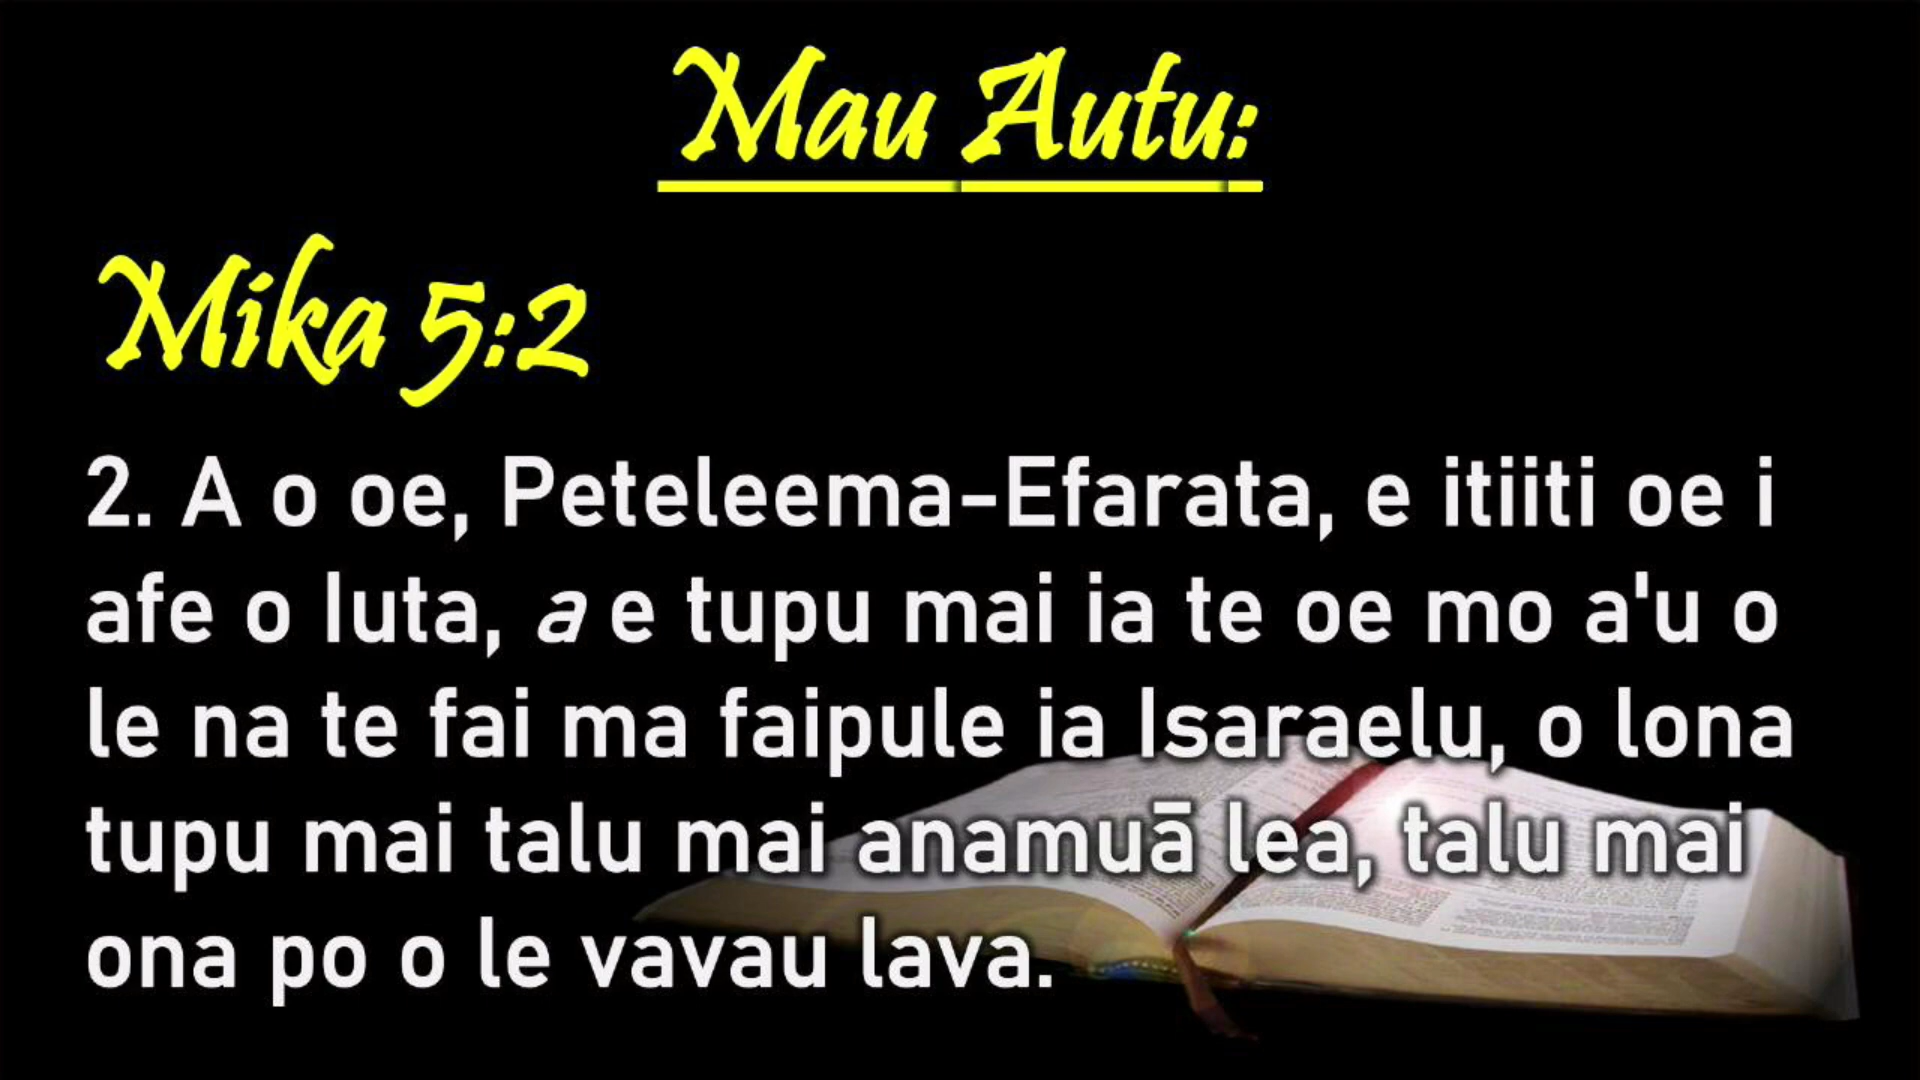 Mau Autu:
Mika 5:2
2. A o oe, Peteleema-Efarata, e itiiti oe i
afe o Iuta, a e tupu mai ia te oe mo a'u o
le na te fai ma faipule ia Isaraelu, o lona
tupu mai talu mai anamuā lea, talu mai
ona po o le vavau lava.